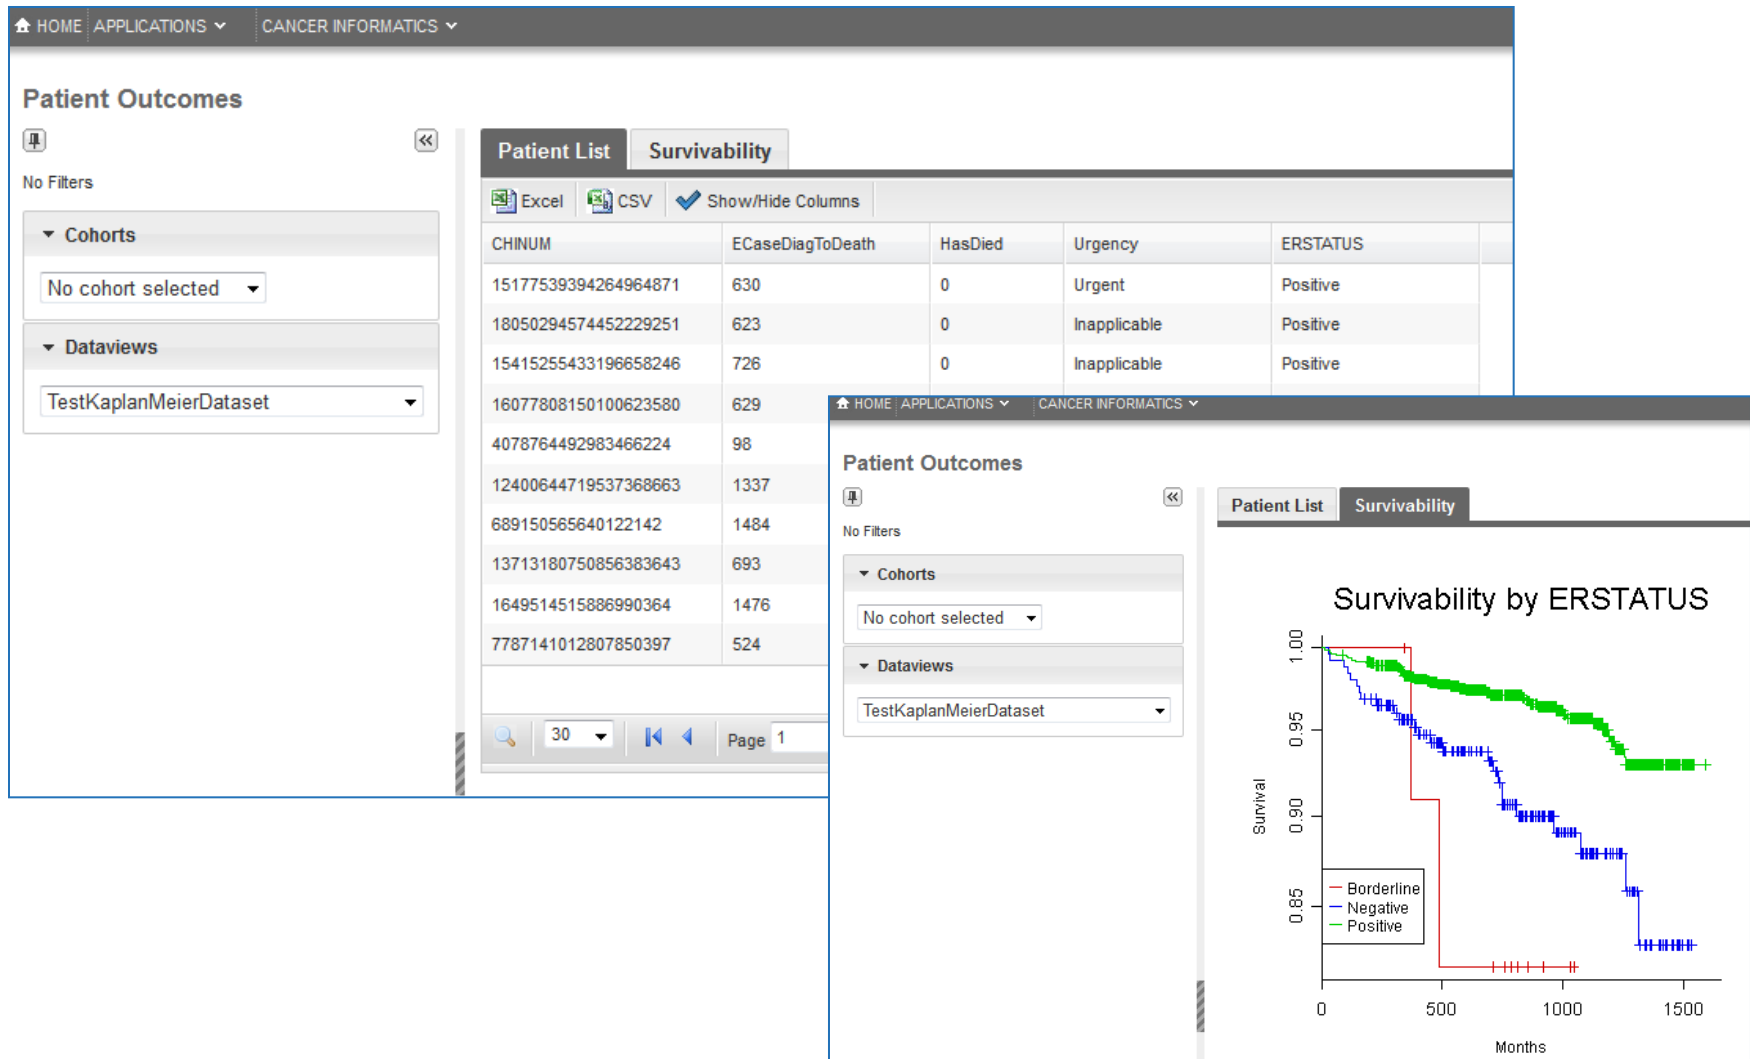 HOME APPLICATIONS CANCER INFORMATICS
Patient Outcomes
No Filters
Cohorts
No cohort selected
Dataviews
TestKaplanMeierDataset
Patient List Survivability
Excel CSV Show/Hide Columns
CHINUM ECaseDiagToDeath HasDied Urgency ERSTATUS
15177539394264964871 630 0 Urgent Positive
18050294574452229251 623 0 Inapplicable Positive
15415255433196658246 726 0 Inapplicable Positive
16077808150100623580 629
4078764492983466224 98
12400644719537368663 1337
689150565640122142 1484
13713180750856383643 693
1649514515886990364 1476
7787141012807850397 524
30 Page 1
HOME APPLICATIONS CANCER INFORMATICS
Patient Outcomes
No Filters
Cohorts
No cohort selected
Dataviews
TestKaplanMeierDataset
Patient List Survivability
Survivability by ERSTATUS
Survival
1.00
0.95
0.90
0.85
Borderline
Negative
Positive
0 500 1000 1500
Months